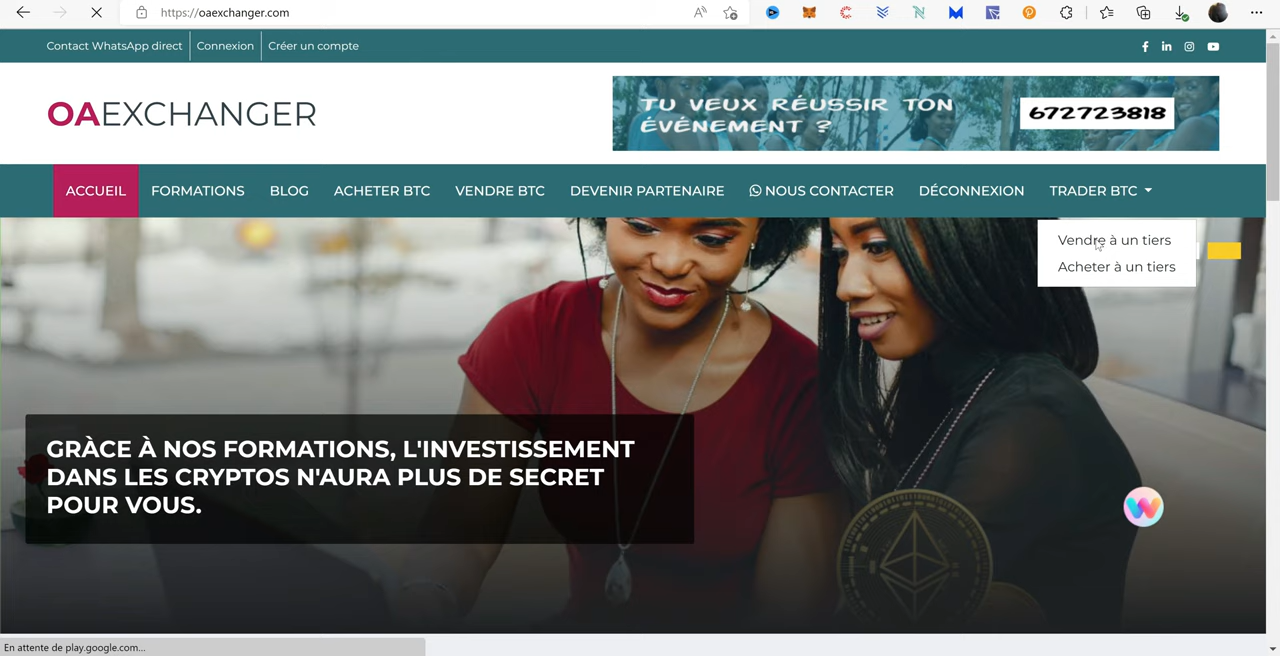 https://oaexchanger.com
Contact WhatsApp direct
Connexion
Créer un compte
OAEXCHANGER
TU VEUX RÉUSSIR TON
ÉVÉNEMENT ?
672723818
ACCUEIL
FORMATIONS
BLOG
ACHETER BTC
VENDRE BTC
DEVENIR PARTENAIRE
NOUS CONTACTER
DÉCONNEXION
TRADER BTC
Vendre à un tiers
Acheter à un tiers
GRÀCE À NOS FORMATIONS, L'INVESTISSEMENT
DANS LES CRYPTOS N'AURA PLUS DE SECRET
POUR VOUS.
En attente de play.google.com...